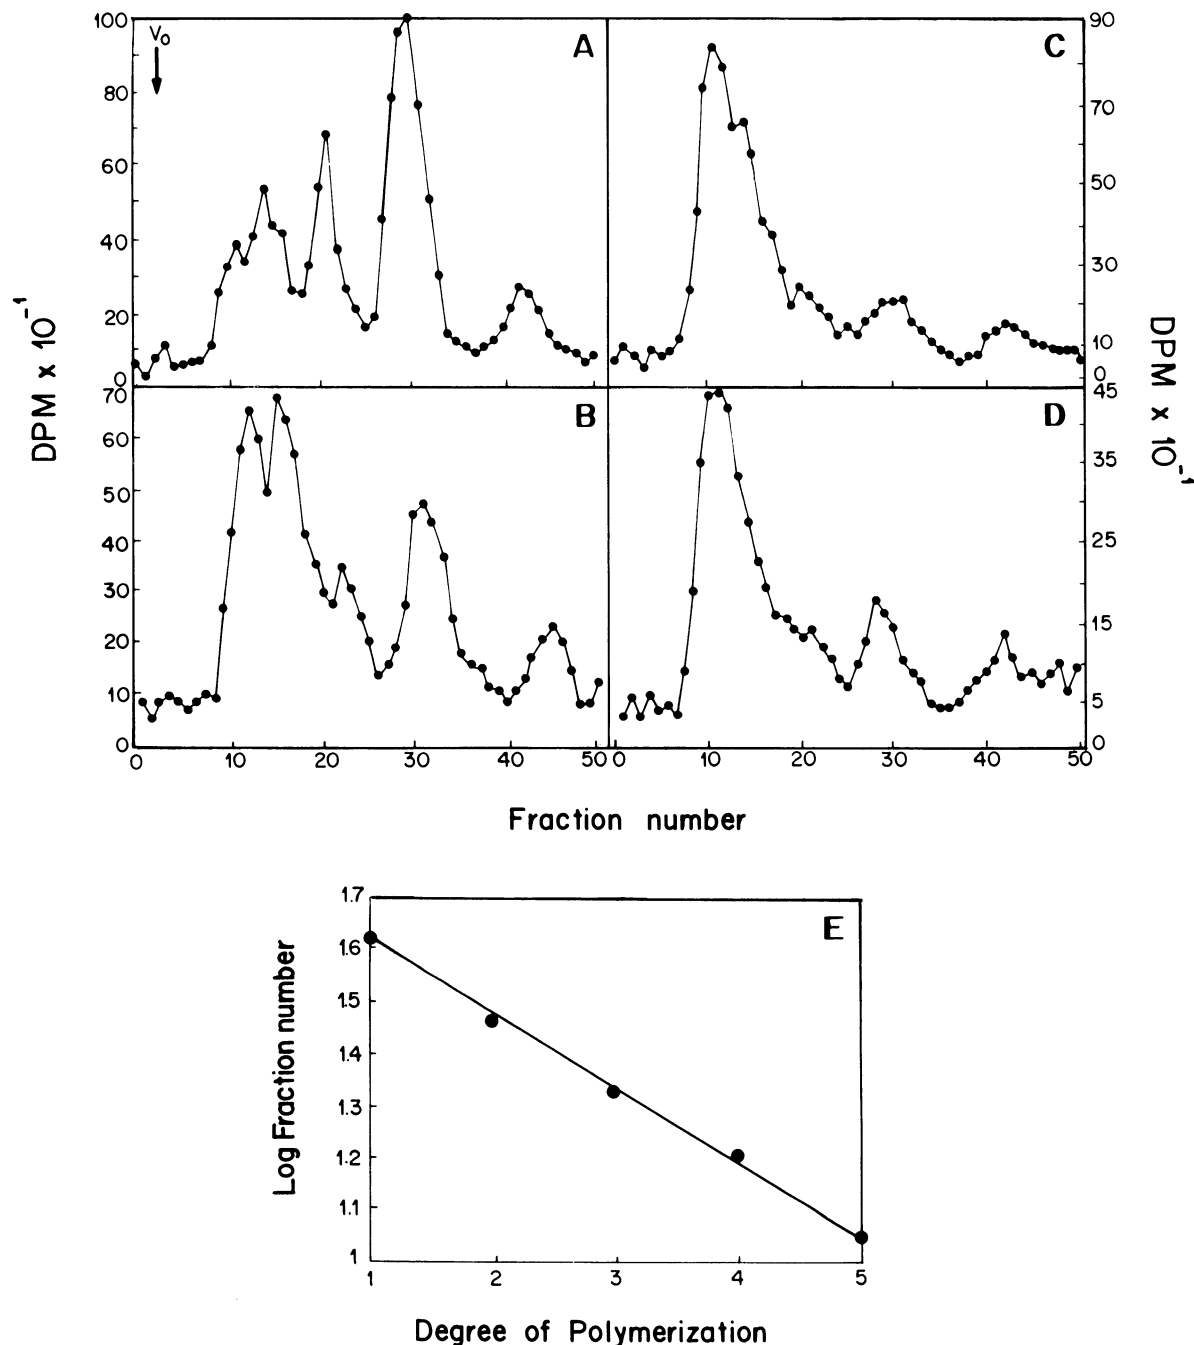 100
80
60
40
20
0
V₀
A
C
90
70
50
30
10
0
DPM x 10⁻¹
DPM x 10⁻¹
70
60
50
40
30
20
10
0
B
D
45
35
25
15
5
0
0 10 20 30 40 50
0 10 20 30 40 50
Fraction number
1.7
1.6
1.5
1.4
1.3
1.2
1.1
1
Log Fraction number
E
1 2 3 4 5
Degree of Polymerization